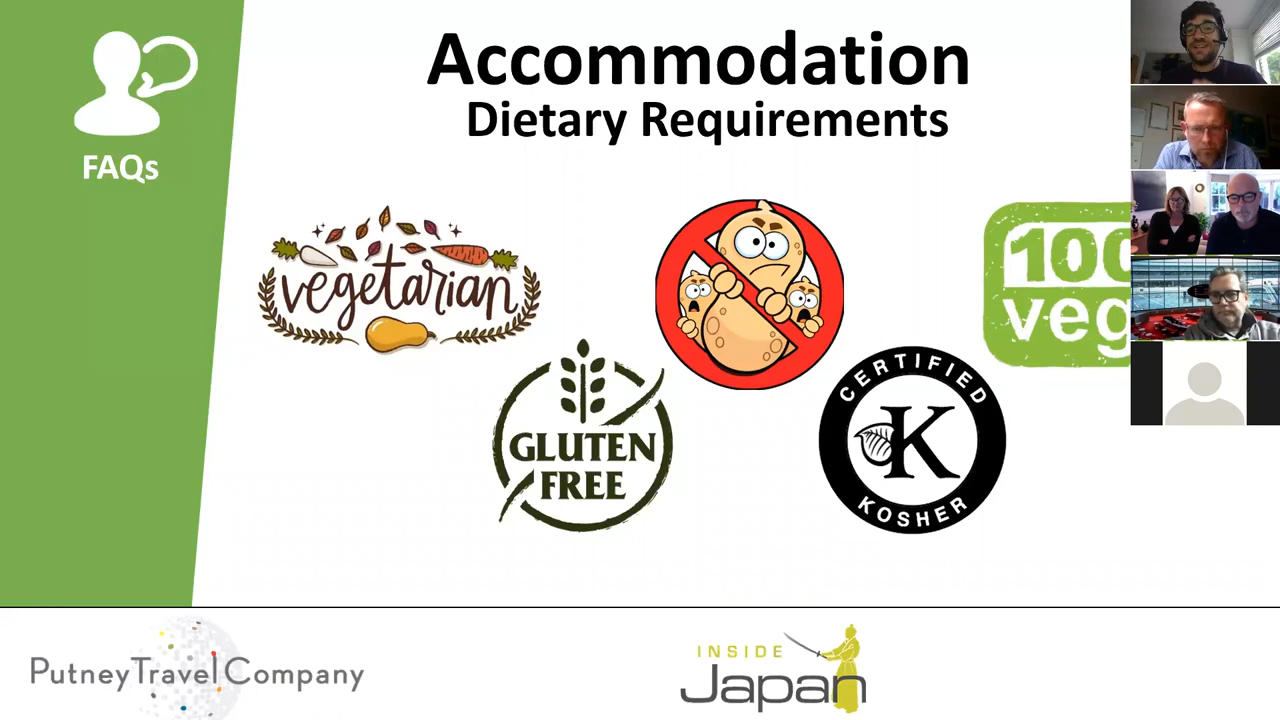 Accommodation
Dietary Requirements
FAQs
vegetarian
100
veg
GLUTEN
FREE
CERTIFIED
K
KOSHER
PutneyTravelCompany
INSIDE
Japan